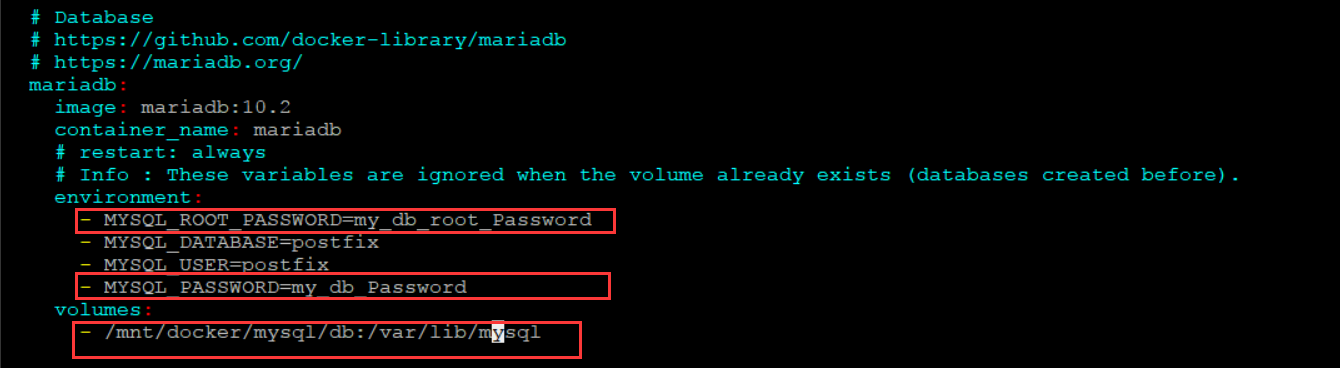 # Database
# https://github.com/docker-library/mariadb
# https://mariadb.org/
mariadb:
image: mariadb:10.2
container_name: mariadb
# restart: always
# Info : These variables are ignored when the volume already exists (databases created before).
environment:
- MYSQL_ROOT_PASSWORD=my_db_root_Password
- MYSQL_DATABASE=postfix
- MYSQL_USER=postfix
- MYSQL_PASSWORD=my_db_Password
volumes:
- /mnt/docker/mysql/db:/var/lib/mysql